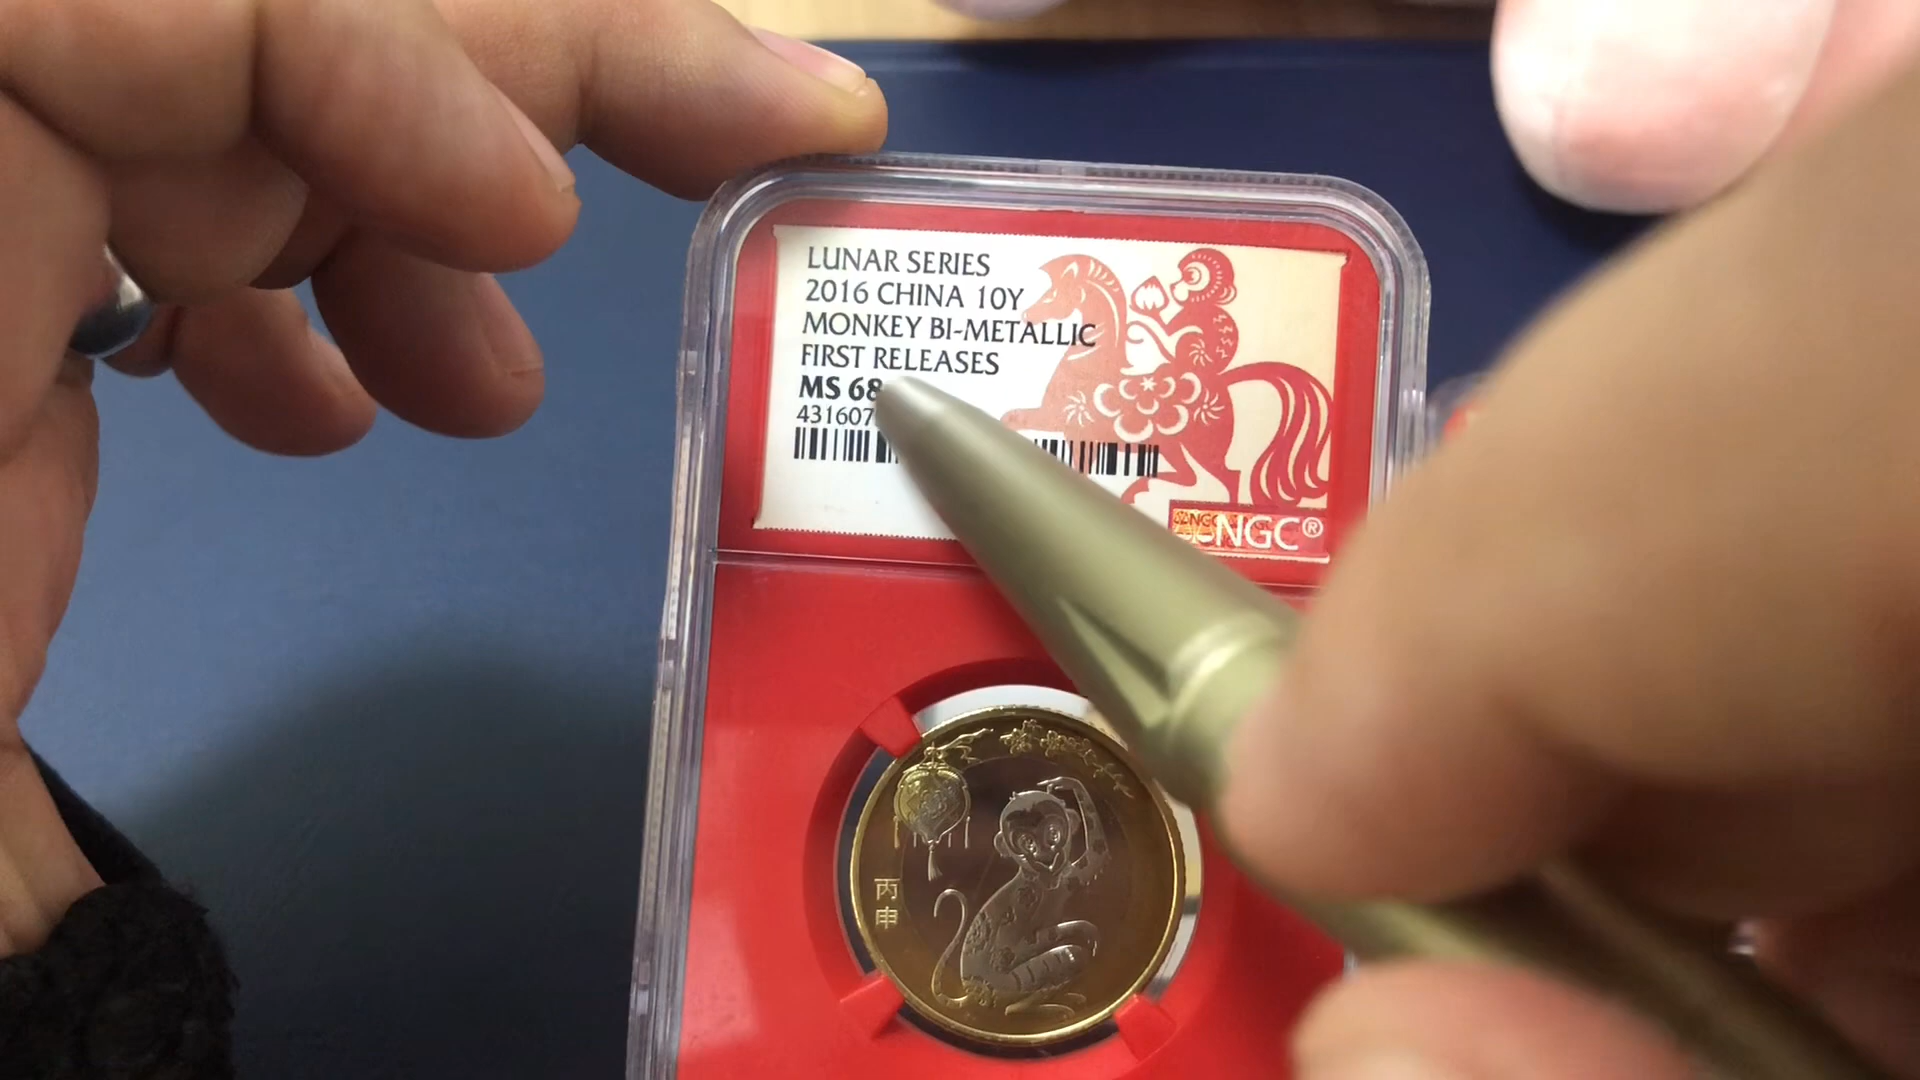 LUNAR SERIES
2016 CHINA 10Y
MONKEY BI-METALLIC
FIRST RELEASES
MS 68
431607
NGC®
丙
申